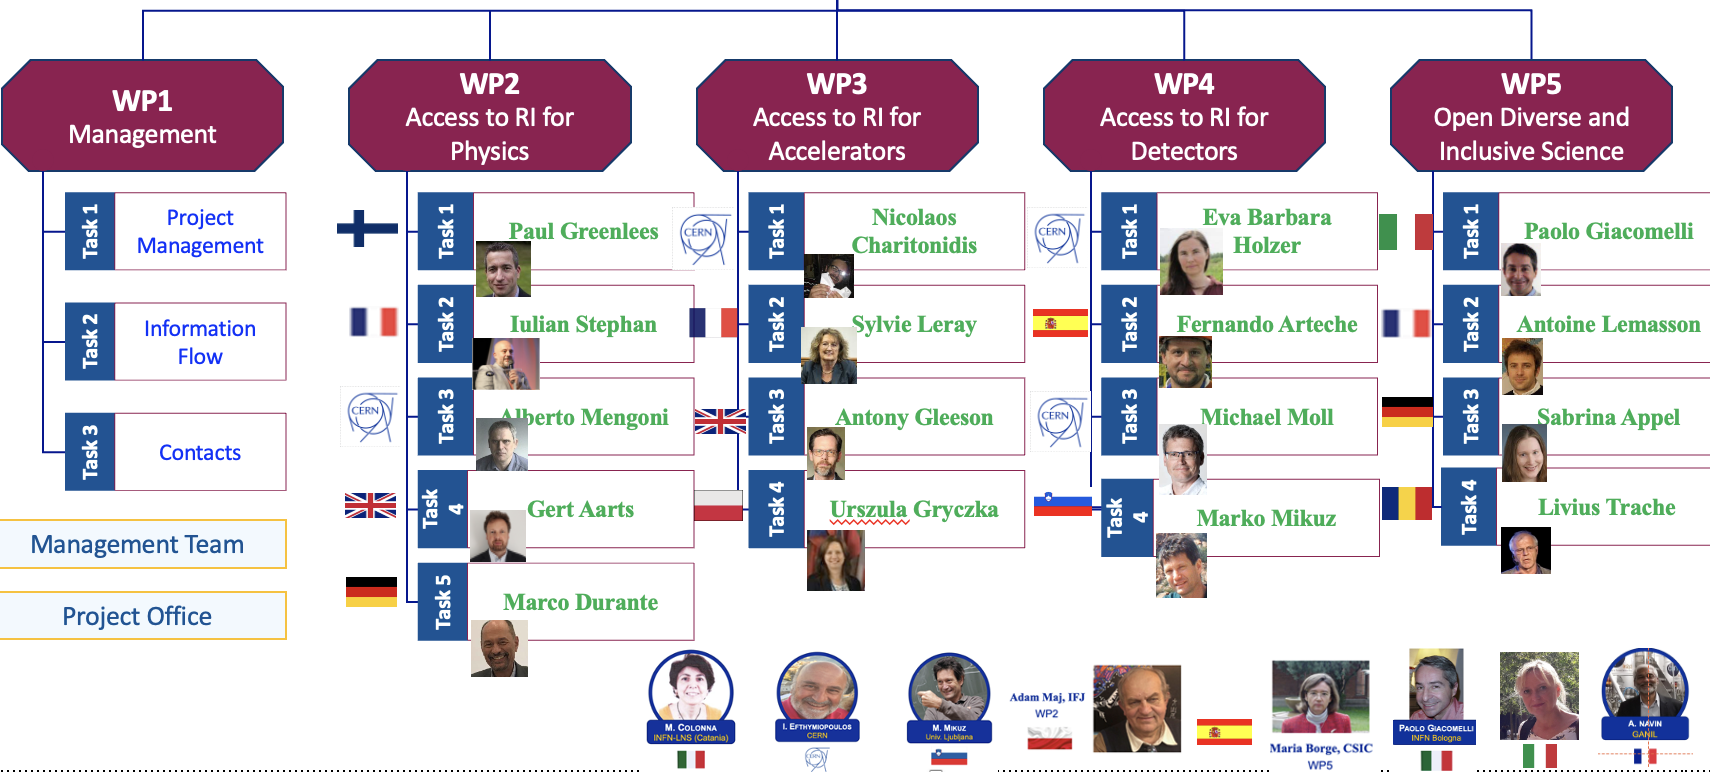 WP1
Management
WP2
Access to RI for
Physics
WP3
Access to RI for
Accelerators
WP4
Access to RI for
Detectors
WP5
Open Diverse and
Inclusive Science
Task 1
Project
Management
Task 2
Information
Flow
Task 3
Contacts
Management Team
Project Office
Task 1
Paul Greenlees
Task 2
Iulian Stephan
CERN
Task 3
Alberto Mengoni
Task
4
Gert Aarts
Task 5
Marco Durante
CERN
Task 1
Nicolaos
Charitonidis
Task 2
Sylvie Leray
Task 3
Antony Gleeson
Task 4
Urszula Gryczka
CERN
Task 1
Eva Barbara
Holzer
Task 2
Fernando Arteche
CERN
Task 3
Michael Moll
Task
4
Marko Mikuz
Task 1
Paolo Giacomelli
Task 2
Antoine Lemasson
Task 3
Sabrina Appel
Task 4
Livius Trache
M. COLONNA
INFN-LNS (Catania)
I. EFTHYMIOPOULOS
CERN
CERN
M. MIKUZ
Univ. Ljubljana
Adam Maj, IFJ
WP2
Maria Borge, CSIC
WP5
PAOLO GIACOMELLI
INFN Bologna
A. NAVIN
GANIL